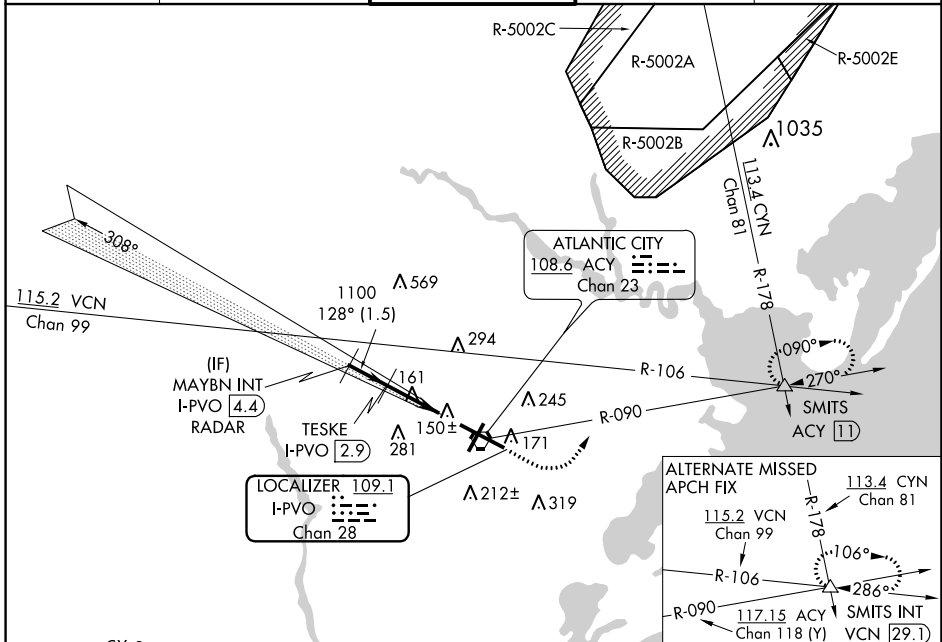 R-5002C
R-5002A
R-5002E
R-5002B
1035
113.4 CYN
Chan 81
R-178
308°
ATLANTIC CITY
108.6 ACY
Chan 23
115.2 VCN
Chan 99
1100
128° (1.5)
569
294
090°
270°
R-106
(IF)
MAYBN INT
I-PVO 4.4
RADAR
161
245
R-090
SMITS
ACY 11
TESKE
I-PVO 2.9
150±
281
171
LOCALIZER 109.1
I-PVO
Chan 28
212±
319
ALTERNATE MISSED
APCH FIX
113.4 CYN
Chan 81
R-178
115.2 VCN
Chan 99
106°
R-106
286°
R-090
117.15 ACY
Chan 118 (Y)
SMITS INT
VCN 29.1